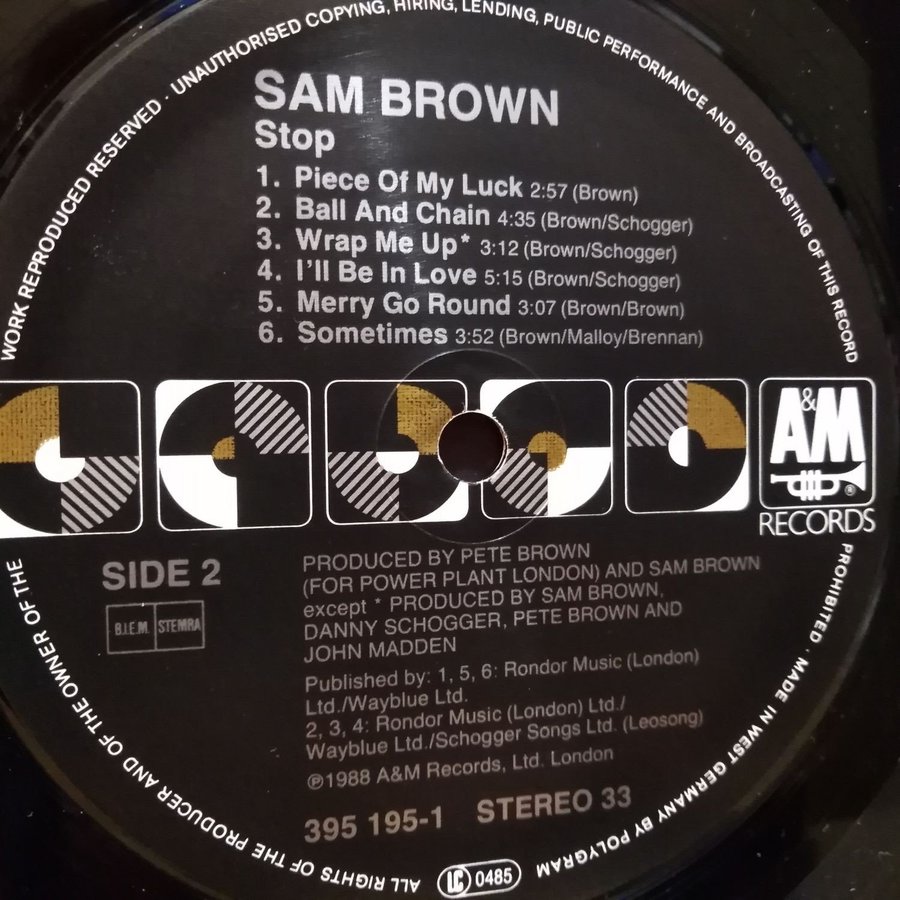 WORK REPRODUCED RESERVED · UNAUTHORISED COPYING, HIRING, LENDING, PUBLIC PERFORMANCE AND BROADCASTING OF THIS RECORD
SAM BROWN
Stop
1. Piece Of My Luck 2:57 (Brown)
2. Ball And Chain 4:35 (Brown/Schogger)
3. Wrap Me Up* 3:12 (Brown/Schogger)
4. I'll Be In Love 5:15 (Brown/Schogger)
5. Merry Go Round 3:07 (Brown/Brown)
6. Sometimes 3:52 (Brown/Malloy/Brennan)
A&M
®
RECORDS
SIDE 2
B.I.E.M. STEMRA
PRODUCED BY PETE BROWN
(FOR POWER PLANT LONDON) AND SAM BROWN
except * PRODUCED BY SAM BROWN,
DANNY SCHOGGER, PETE BROWN AND
JOHN MADDEN
Published by: 1, 5, 6: Rondor Music (London)
Ltd./Wayblue Ltd.
2, 3, 4: Rondor Music (London) Ltd./
Wayblue Ltd./Schogger Songs Ltd. (Leosong)
℗1988 A&M Records, Ltd. London
395 195-1 STEREO 33
PROHIBITED · MADE IN WEST GERMANY BY POLYGRAM
LC 0485
ALL RIGHTS OF THE PRODUCER AND OF THE OWNER OF THE